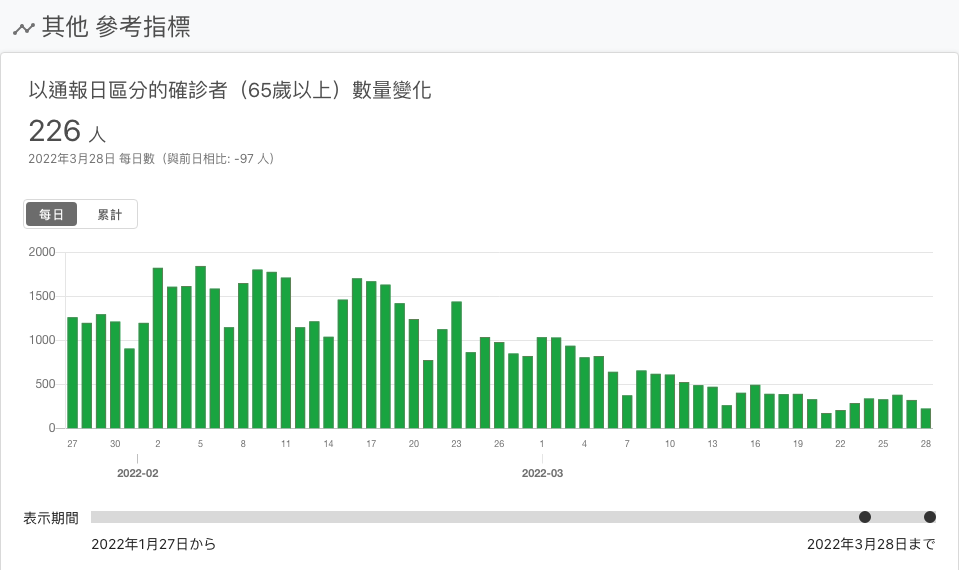 其他 參考指標
以通報日區分的確診者（65歲以上）數量變化
226 人
2022年3月28日 每日數（與前日相比: -97 人）
每日 累計
2000
1500
1000
500
0
27 30 2 5 8 11 14 17 20 23 26 1 4 7 10 13 16 19 22 25 28
2022-02 2022-03
表示期間
2022年1月27日から 2022年3月28日まで